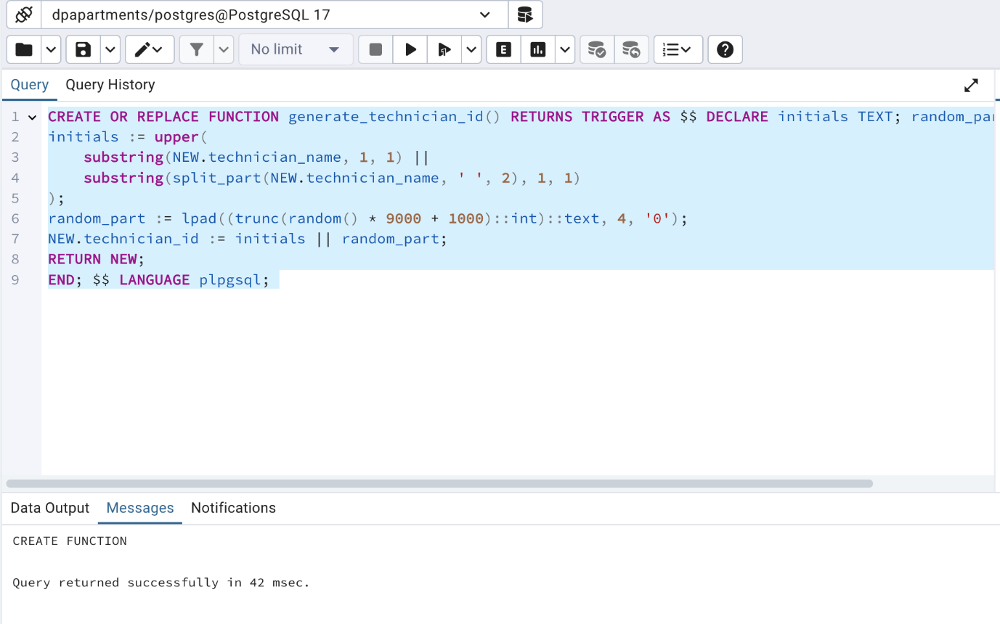 dpapartments/postgres@PostgreSQL 17
No limit
Query Query History
1 CREATE OR REPLACE FUNCTION generate_technician_id() RETURNS TRIGGER AS $$ DECLARE initials TEXT; random_par
2 initials := upper(
3 substring(NEW.technician_name, 1, 1) ||
4 substring(split_part(NEW.technician_name, ' ', 2), 1, 1)
5 );
6 random_part := lpad((trunc(random() * 9000 + 1000)::int)::text, 4, '0');
7 NEW.technician_id := initials || random_part;
8 RETURN NEW;
9 END; $$ LANGUAGE plpgsql;
Data Output Messages Notifications
CREATE FUNCTION
Query returned successfully in 42 msec.